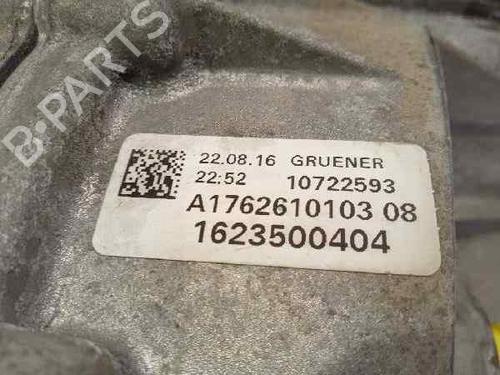 B-PARTS
22.08.16 GRUENER
22:52 10722593
A1762610103 08
1623500404